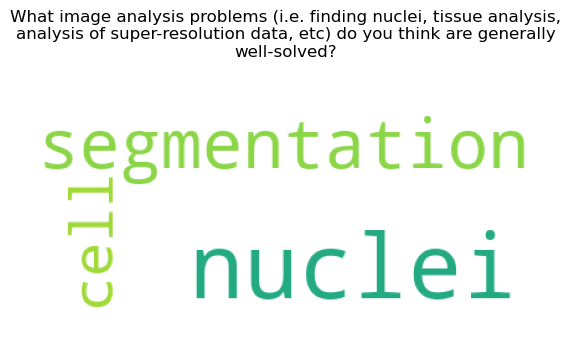 What image analysis problems (i.e. finding nuclei, tissue analysis,
analysis of super-resolution data, etc) do you think are generally
well-solved?
segmentation
cell
nuclei